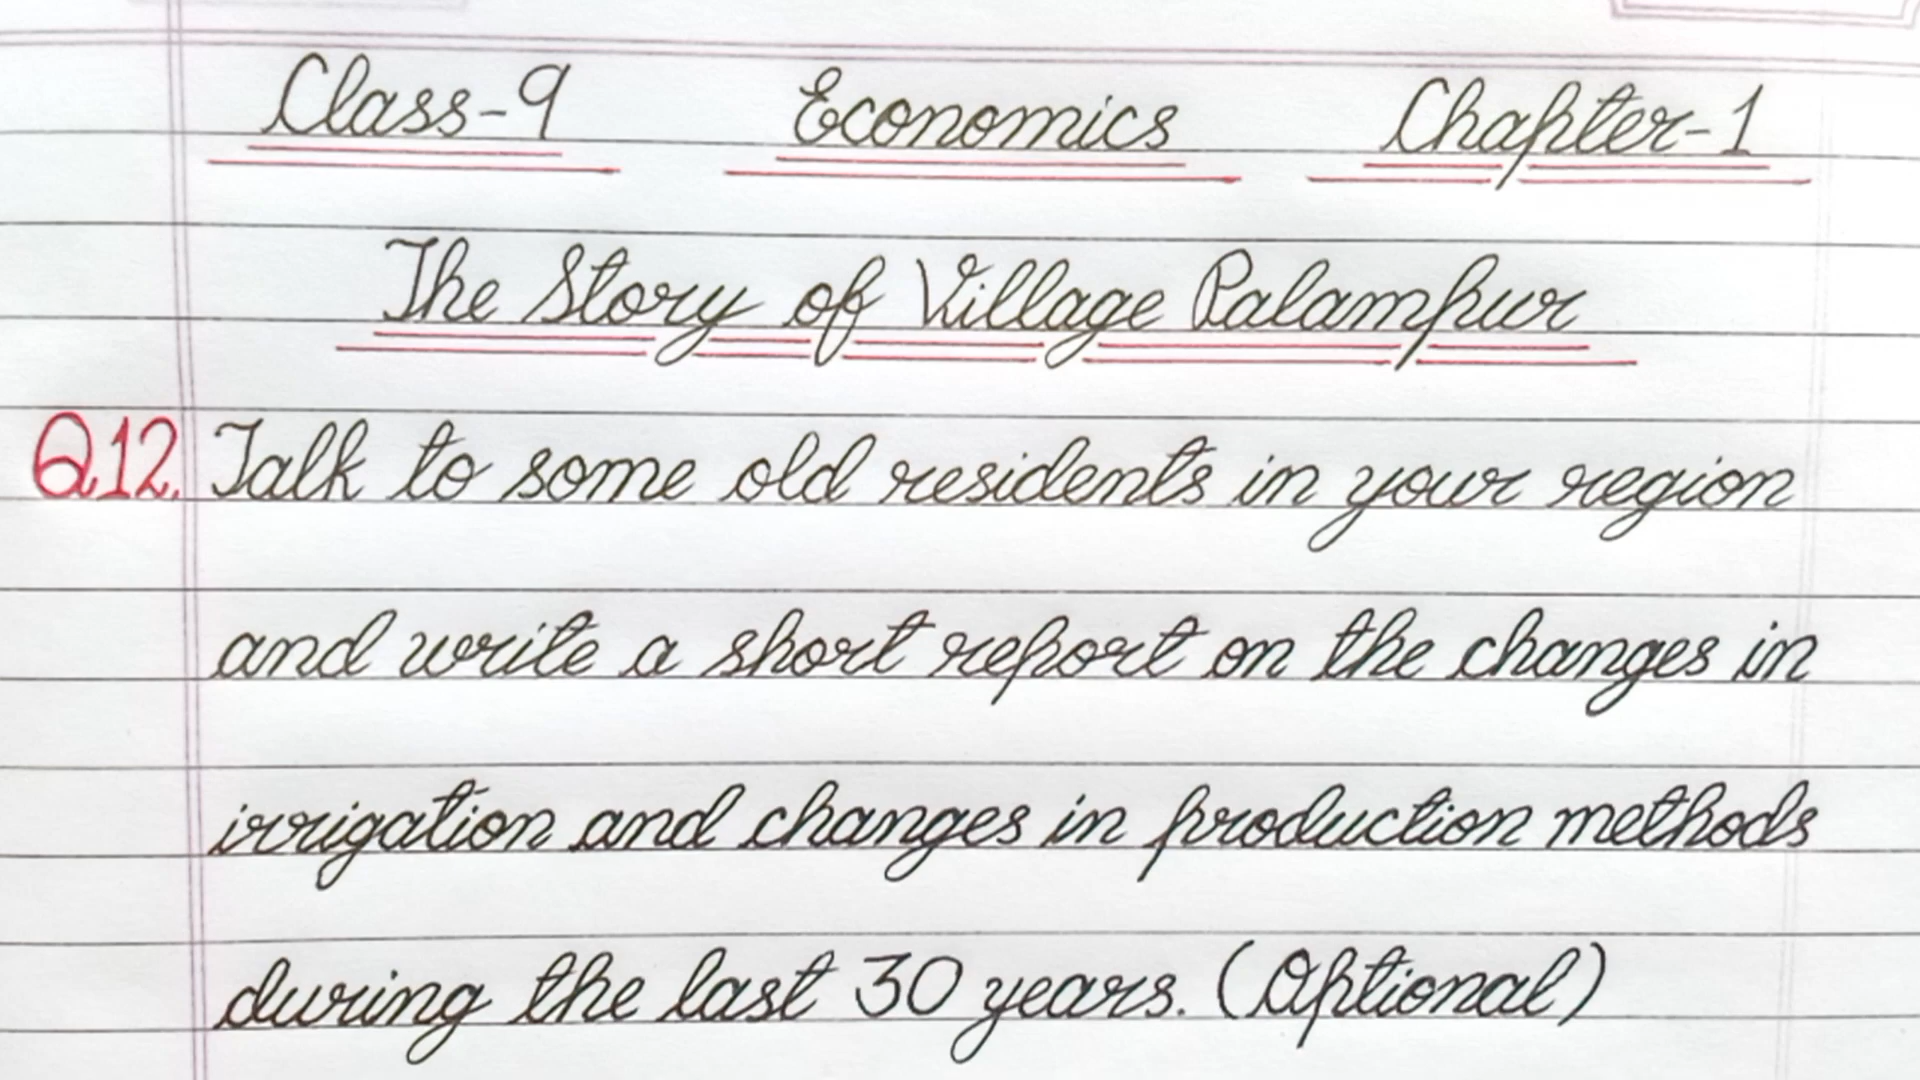 Class-9 Economics Chapter-1
The Story of Village Palampur
Q.12. Talk to some old residents in your region
and write a short report on the changes in
irrigation and changes in production methods
during the last 30 years. (Optional)